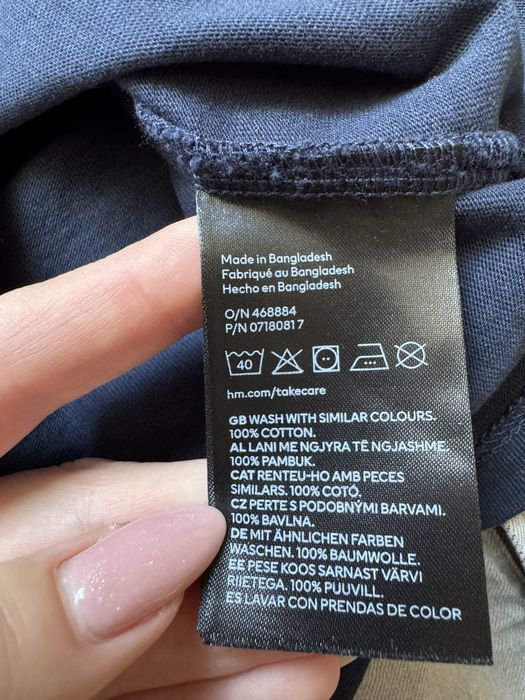 Made in Bangladesh
Fabriqué au Bangladesh
Hecho en Bangladesh
O/N 468884
P/N 07180817
40
hm.com/takecare
GB WASH WITH SIMILAR COLOURS.
100% COTTON.
AL LANI ME NGJYRA TË NGJASHME.
100% PAMBUK.
CAT RENTEU-HO AMB PECES
SIMILARS. 100% COTÓ.
CZ PERTE S PODOBNÝMI BARVAMI.
100% BAVLNA.
DE MIT ÄHNLICHEN FARBEN
WASCHEN. 100% BAUMWOLLE.
EE PESE KOOS SARNAST VÄRVI
RIIETEGA. 100% PUUVILL.
ES LAVAR CON PRENDAS DE COLOR